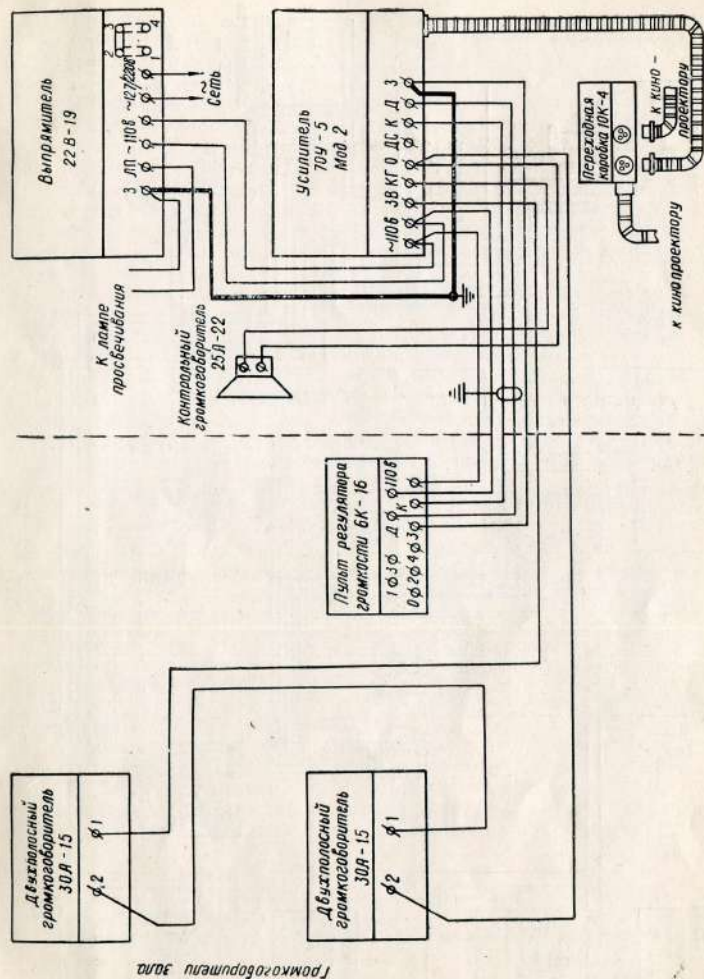 Выпрямитель
22В-19
3 ЛП ~110в ~127/220в
1 2 3 4
~
Сеть
К лампе
просвечивания
Контрольный
громкоговоритель
25А-22
Усилитель
70У-5
Мод. 2
~110в ЗВ КГ О ДС К Д З
Переходная
коробка 10К-4
к кино-
проектору
к кинопроектору
Пульт регулятора
громкости 6К-16
1 3 Д К 110в
0 2 4 3
Двухполосный
громкоговоритель
30А-15
2 1
Двухполосный
громкоговоритель
30А-15
2 1
Громкоговорители зала